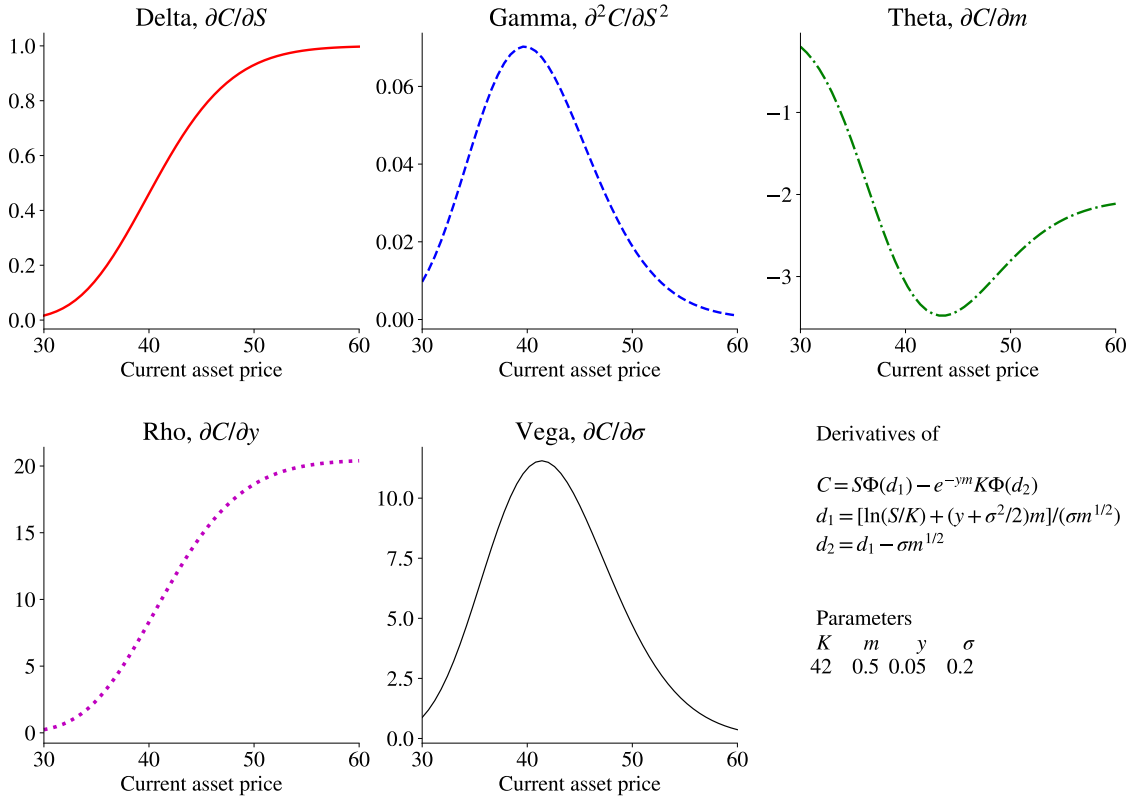 Delta, ∂C/∂S
1.0
0.8
0.6
0.4
0.2
0.0
30 40 50 60
Current asset price
Gamma, ∂²C/∂S²
0.06
0.04
0.02
0.00
30 40 50 60
Current asset price
Theta, ∂C/∂m
−1
−2
−3
30 40 50 60
Current asset price
Rho, ∂C/∂y
20
15
10
5
0
30 40 50 60
Current asset price
Vega, ∂C/∂σ
10.0
7.5
5.0
2.5
0.0
30 40 50 60
Current asset price
Derivatives of
C = SΦ(d₁) − e^{−ym}KΦ(d₂)
d₁ = [ln(S/K) + (y + σ²/2)m]/(σm^{1/2})
d₂ = d₁ − σm^{1/2}
Parameters
K m y σ
42 0.5 0.05 0.2